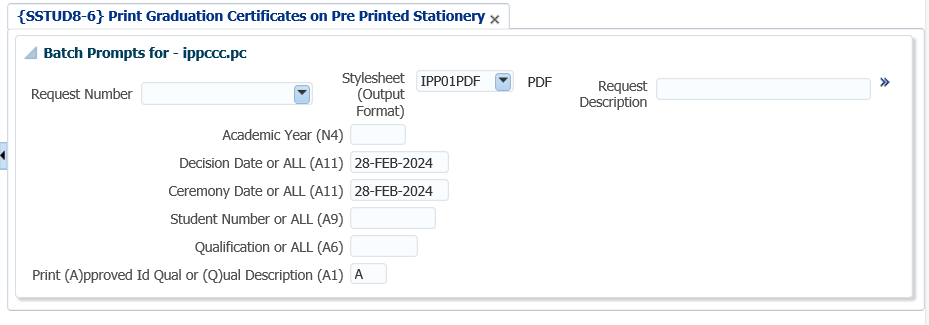 {SSTUD8-6} Print Graduation Certificates on Pre Printed Stationery ×
Batch Prompts for - ippccc.pc
Request Number
Stylesheet (Output Format) IPP01PDF PDF
Request Description »
Academic Year (N4)
Decision Date or ALL (A11) 28-FEB-2024
Ceremony Date or ALL (A11) 28-FEB-2024
Student Number or ALL (A9)
Qualification or ALL (A6)
Print (A)pproved Id Qual or (Q)ual Description (A1) A